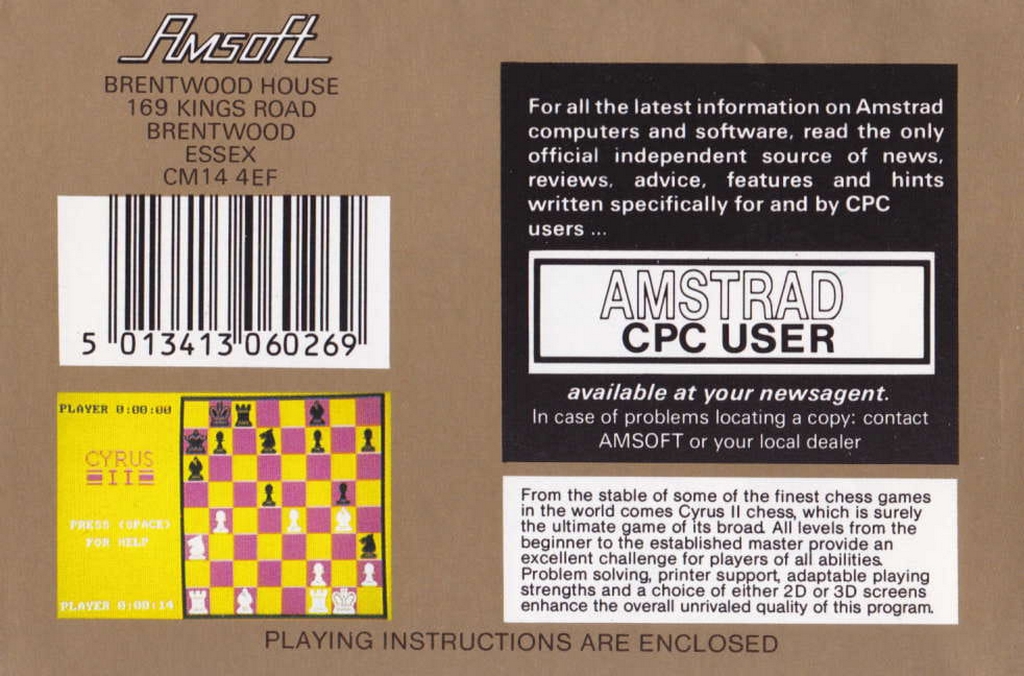 Amsoft
BRENTWOOD HOUSE
169 KINGS ROAD
BRENTWOOD
ESSEX
CM14 4EF
5 013413 060269
PLAYER 0:00:00
CYRUS
II
PRESS (SPACE)
FOR HELP
PLAYER 0:00:14
For all the latest information on Amstrad
computers and software, read the only
official independent source of news,
reviews, advice, features and hints
written specifically for and by CPC
users ...
AMSTRAD
CPC USER
available at your newsagent.
In case of problems locating a copy: contact
AMSOFT or your local dealer
From the stable of some of the finest chess games
in the world comes Cyrus II chess, which is surely
the ultimate game of its broad. All levels from the
beginner to the established master provide an
excellent challenge for players of all abilities.
Problem solving, printer support, adaptable playing
strengths and a choice of either 2D or 3D screens
enhance the overall unrivaled quality of this program.
PLAYING INSTRUCTIONS ARE ENCLOSED